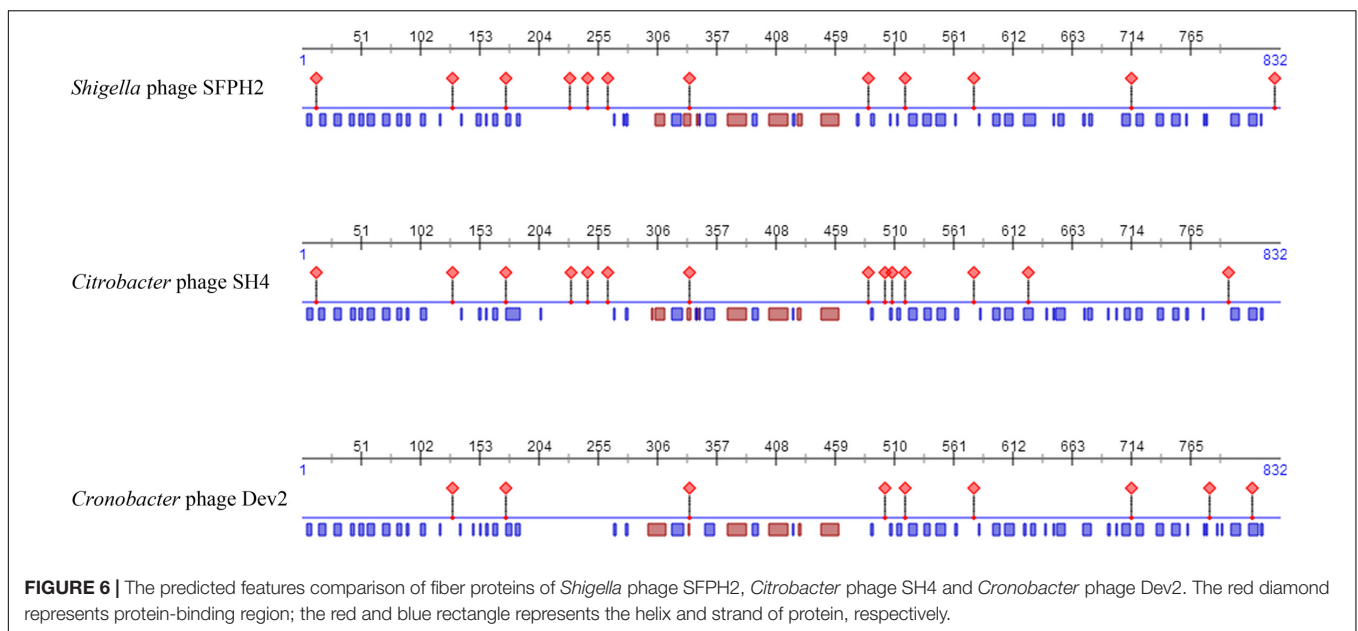 51 102 153 204 255 306 357 408 459 510 561 612 663 714 765
1 832
Shigella phage SFPH2
51 102 153 204 255 306 357 408 459 510 561 612 663 714 765
1 832
Citrobacter phage SH4
51 102 153 204 255 306 357 408 459 510 561 612 663 714 765
1 832
Cronobacter phage Dev2
FIGURE 6 | The predicted features comparison of fiber proteins of Shigella phage SFPH2, Citrobacter phage SH4 and Cronobacter phage Dev2. The red diamond
represents protein-binding region; the red and blue rectangle represents the helix and strand of protein, respectively.